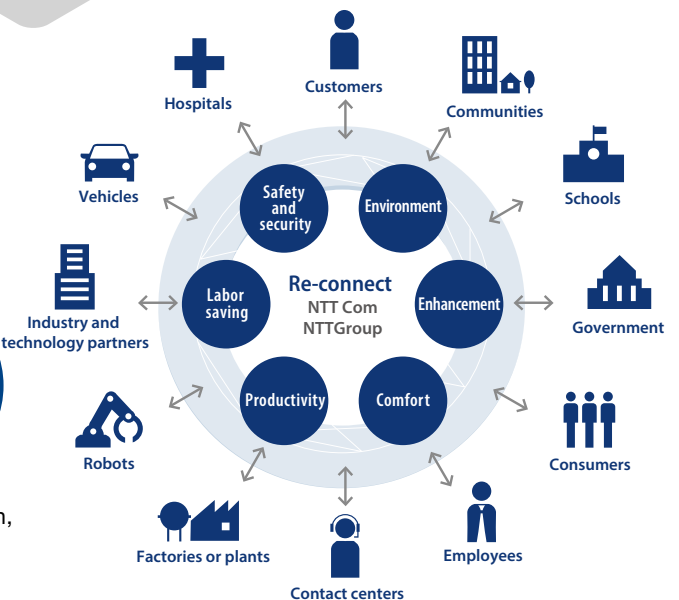 Customers
Hospitals
Communities
Vehicles
Schools
Safety
and
security
Environment
Labor
saving
Re-connect
NTT Com
NTTGroup
Enhancement
Industry and
technology partners
Government
Productivity
Comfort
Robots
Consumers
n,
Factories or plants
Employees
Contact centers